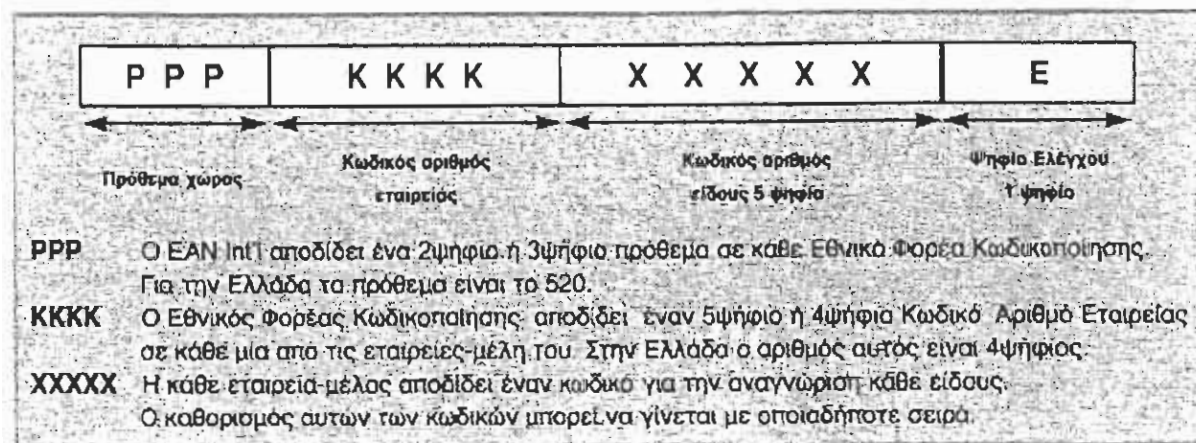 P P P K K K K X X X X X E
Πρόθεμα χώρας
Κωδικός αριθμός
εταιρείας
Κωδικός αριθμός
είδους 5 ψηφία
Ψηφίο Ελέγχου
1 ψηφίο
PPP Ο EAN Int'l αποδίδει ένα 2ψήφιο ή 3ψήφιο πρόθεμα σε κάθε Εθνικό Φορέα Κωδικοποίησης.
Για την Ελλάδα το πρόθεμα είναι το 520.
KKKK Ο Εθνικός Φορέας Κωδικοποίησης αποδίδει έναν 5ψήφιο ή 4ψήφιο Κωδικό Αριθμό Εταιρείας
σε κάθε μία από τις εταιρείες-μέλη του. Στην Ελλάδα ο αριθμός αυτός είναι 4ψήφιος.
XXXXX Η κάθε εταιρεία-μέλος αποδίδει έναν κωδικό για την αναγνώριση κάθε είδους.
Ο καθορισμός αυτών των κωδικών μπορεί να γίνεται με οποιαδήποτε σειρά.